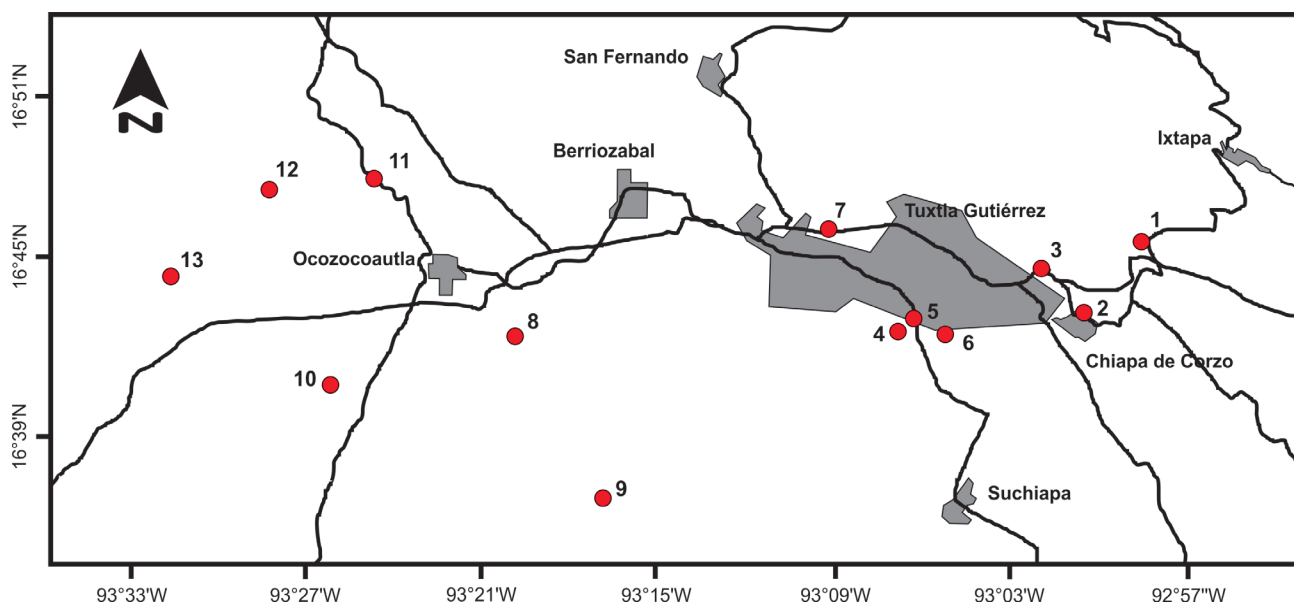 San Fernando
16°51'N
Ixtapa
Berriozabal
12
11
Tuxtla Gutiérrez
7
1
16°45'N
Ocozocoautla
3
13
2
5
8
4
6
Chiapa de Corzo
10
16°39'N
9
Suchiapa
93°33'W
93°27'W
93°21'W
93°15'W
93°09'W
93°03'W
92°57'W
N